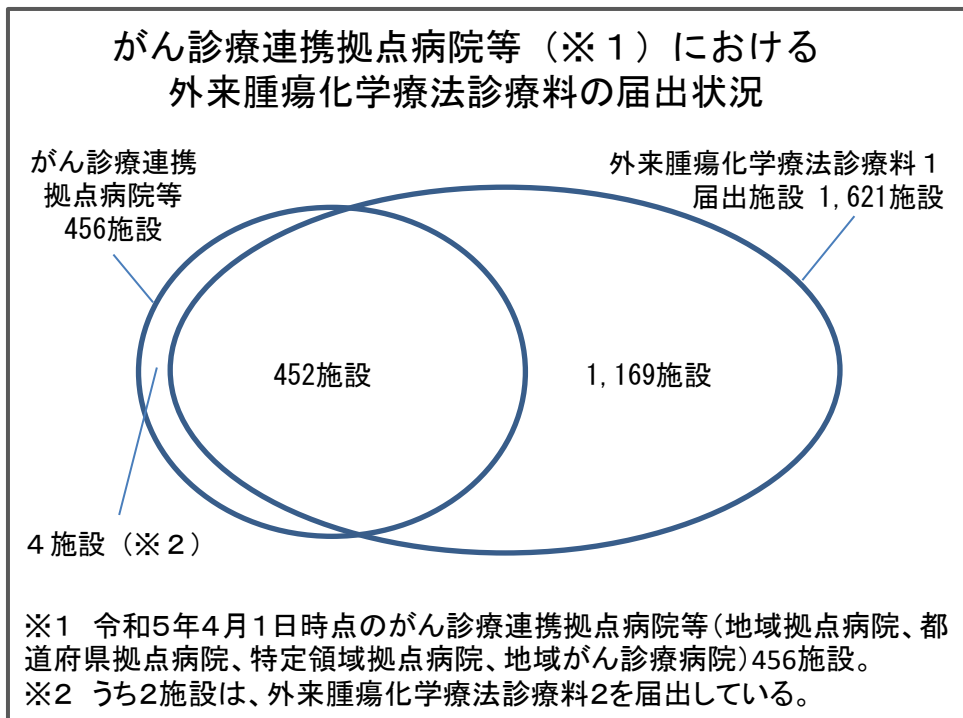 がん診療連携拠点病院等（※１）における
外来腫瘍化学療法診療料の届出状況
がん診療連携
拠点病院等
456施設
外来腫瘍化学療法診療料１
届出施設 1,621施設
452施設
1,169施設
４施設（※２）
※1　令和5年4月1日時点のがん診療連携拠点病院等(地域拠点病院、都
道府県拠点病院、特定領域拠点病院、地域がん診療病院)456施設。
※2　うち2施設は、外来腫瘍化学療法診療料2を届出している。